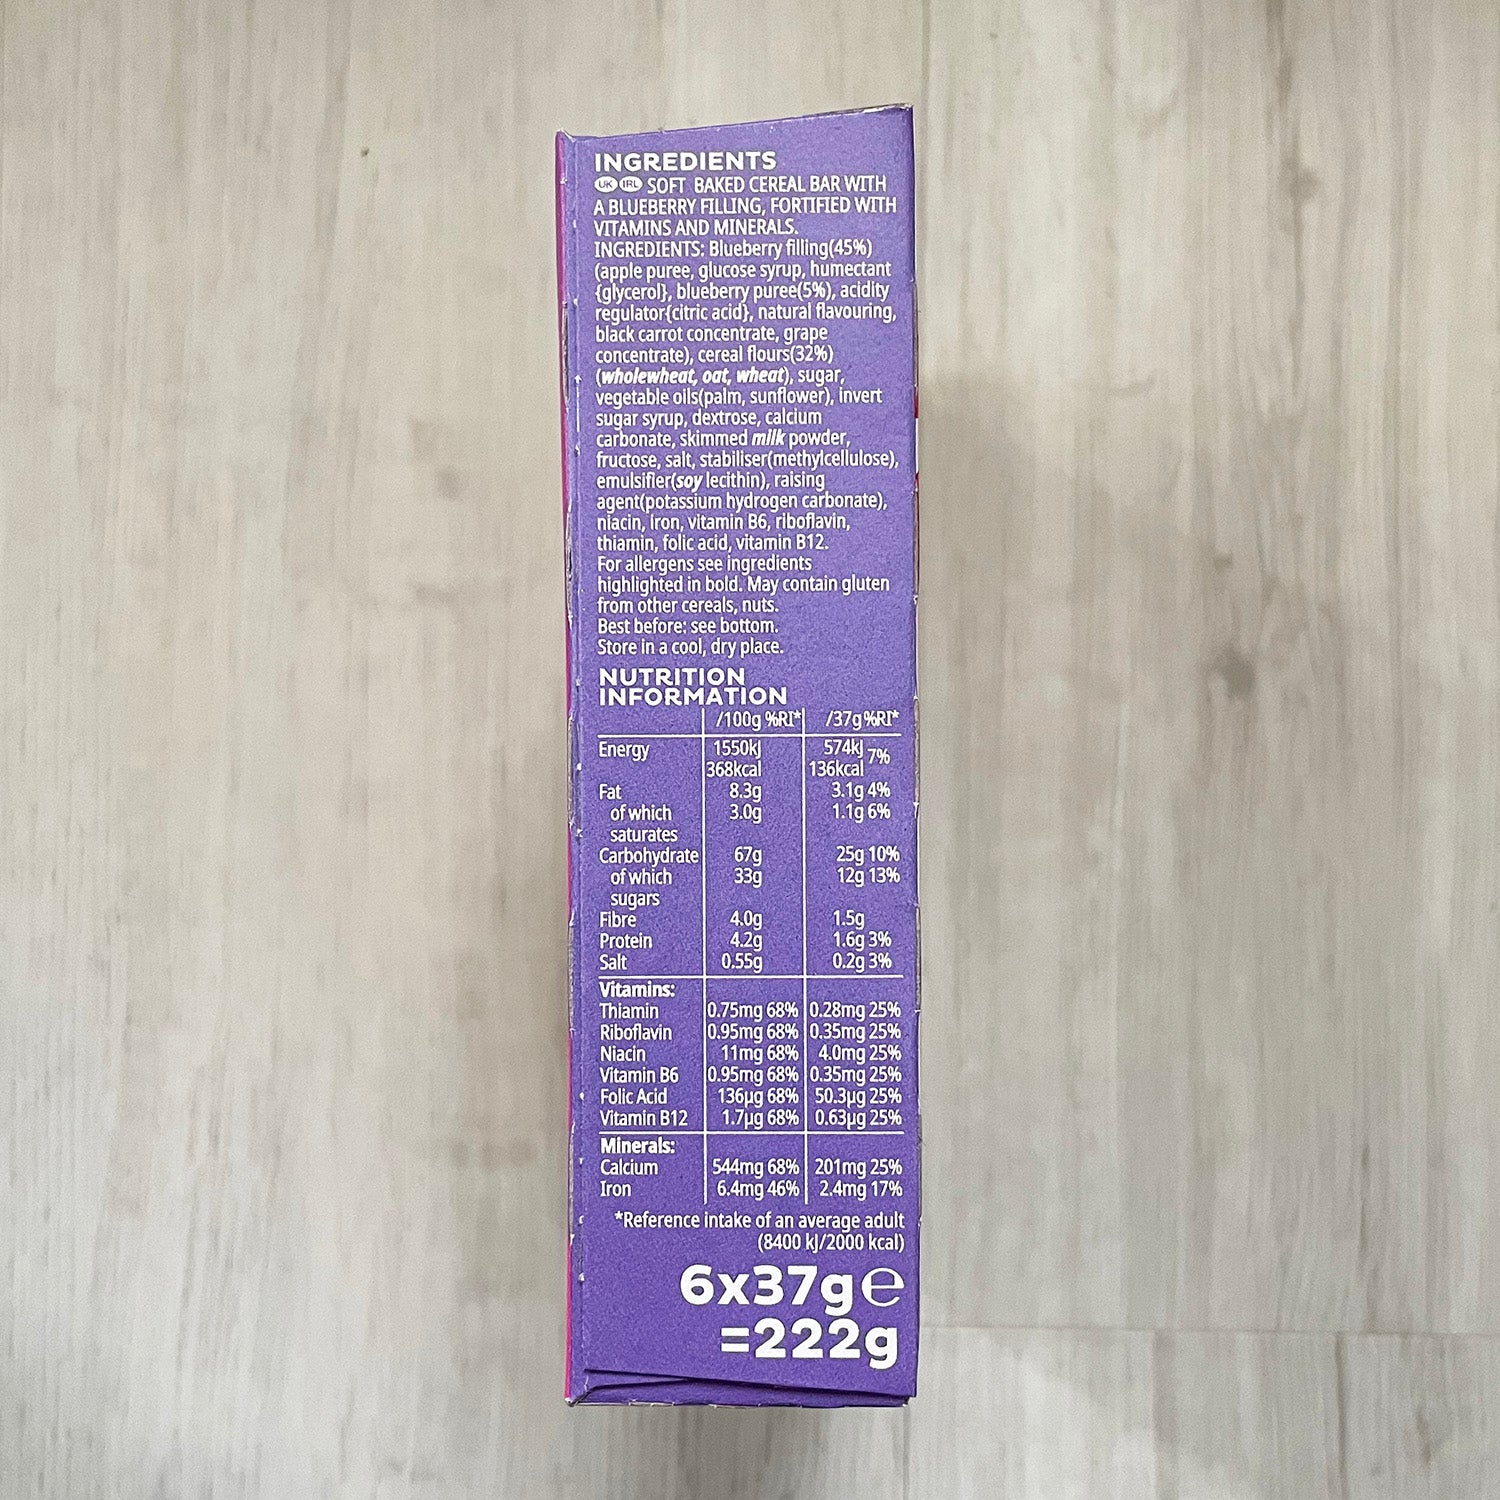 INGREDIENTS
UK IRL SOFT BAKED CEREAL BAR WITH
A BLUEBERRY FILLING, FORTIFIED WITH
VITAMINS AND MINERALS.
INGREDIENTS: Blueberry filling(45%)
(apple puree, glucose syrup, humectant
{glycerol}, blueberry puree(5%), acidity
regulator{citric acid}, natural flavouring,
black carrot concentrate, grape
concentrate), cereal flours(32%)
(wholewheat, oat, wheat), sugar,
vegetable oils(palm, sunflower), invert
sugar syrup, dextrose, calcium
carbonate, skimmed milk powder,
fructose, salt, stabiliser(methylcellulose),
emulsifier(soy lecithin), raising
agent(potassium hydrogen carbonate),
niacin, iron, vitamin B6, riboflavin,
thiamin, folic acid, vitamin B12.
For allergens see ingredients
highlighted in bold. May contain gluten
from other cereals, nuts.
Best before: see bottom.
Store in a cool, dry place.
NUTRITION
INFORMATION
/100g %RI* /37g %RI*
Energy 1550kJ 574kJ 7%
368kcal 136kcal
Fat 8.3g 3.1g 4%
of which 3.0g 1.1g 6%
saturates
Carbohydrate 67g 25g 10%
of which 33g 12g 13%
sugars
Fibre 4.0g 1.5g
Protein 4.2g 1.6g 3%
Salt 0.55g 0.2g 3%
Vitamins:
Thiamin 0.75mg 68% 0.28mg 25%
Riboflavin 0.95mg 68% 0.35mg 25%
Niacin 11mg 68% 4.0mg 25%
Vitamin B6 0.95mg 68% 0.35mg 25%
Folic Acid 136µg 68% 50.3µg 25%
Vitamin B12 1.7µg 68% 0.63µg 25%
Minerals:
Calcium 544mg 68% 201mg 25%
Iron 6.4mg 46% 2.4mg 17%
*Reference intake of an average adult
(8400 kJ/2000 kcal)
6x37g℮
=222g